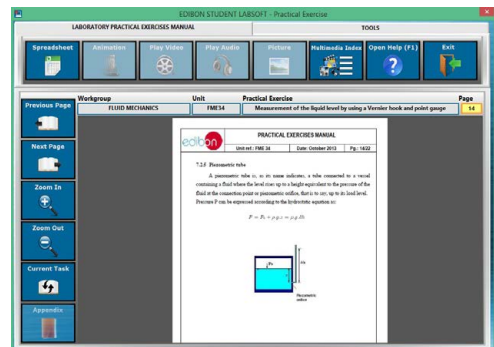 EDIBON STUDENT LABSOFT - Practical Exercise
LABORATORY PRACTICAL EXERCISES MANUAL TOOLS
Spreadsheet Animation Play Video Play Audio Picture Multimedia Index Open Help (F1) Exit
Workgroup Unit Practical Exercise Page
Previous Page FLUID MECHANICS FME34 Measurement of the liquid level by using a Vernier hook and point gauge 14
Next Page
Zoom In
Zoom Out
Current Task
Appendix
edibon
PRACTICAL EXERCISES MANUAL
Unit ref.: FME 34 Date: October 2013 Pg.: 14/22
7.2.5 Piezometric tube
A piezometric tube is, as its name indicates, a tube connected to a vessel
containing a fluid where the level rises up to a height equivalent to the pressure of the
fluid at the connection point or piezometric orifice, that is to say, up to its load level.
Pressure P can be expressed according to the hydrostatic equation as:
Piezometric
orifice